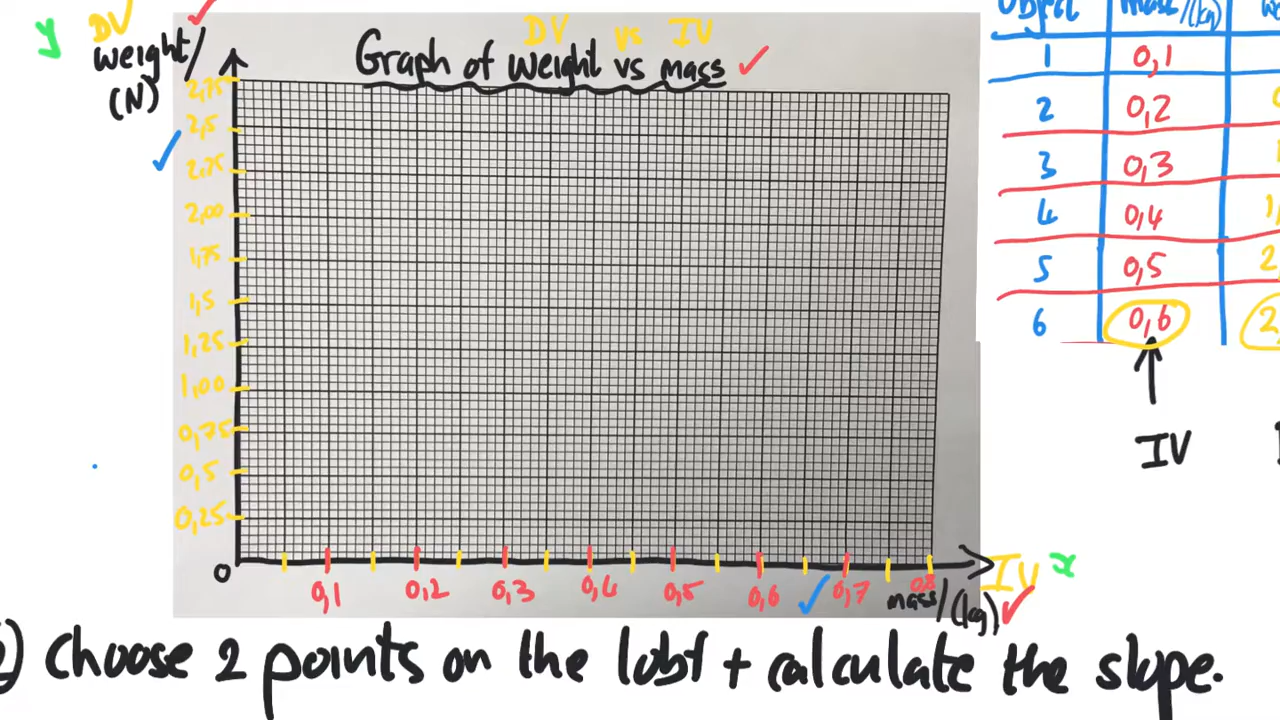 y
DV
weight/
(N)
DV vs IV
Graph of weight vs mass
2,75
2,5
2,75
2,00
1,75
1,5
1,25
1,00
0,75
0,5
0,25
0
0,1 0,2 0,3 0,4 0,5 0,6 0,7 0,8
mass/(kg)
IV x
Object mass/(kg)
1 0,1
2 0,2
3 0,3
4 0,4
5 0,5
6 0,6
IV
choose 2 points on the lobf + calculate the slope.